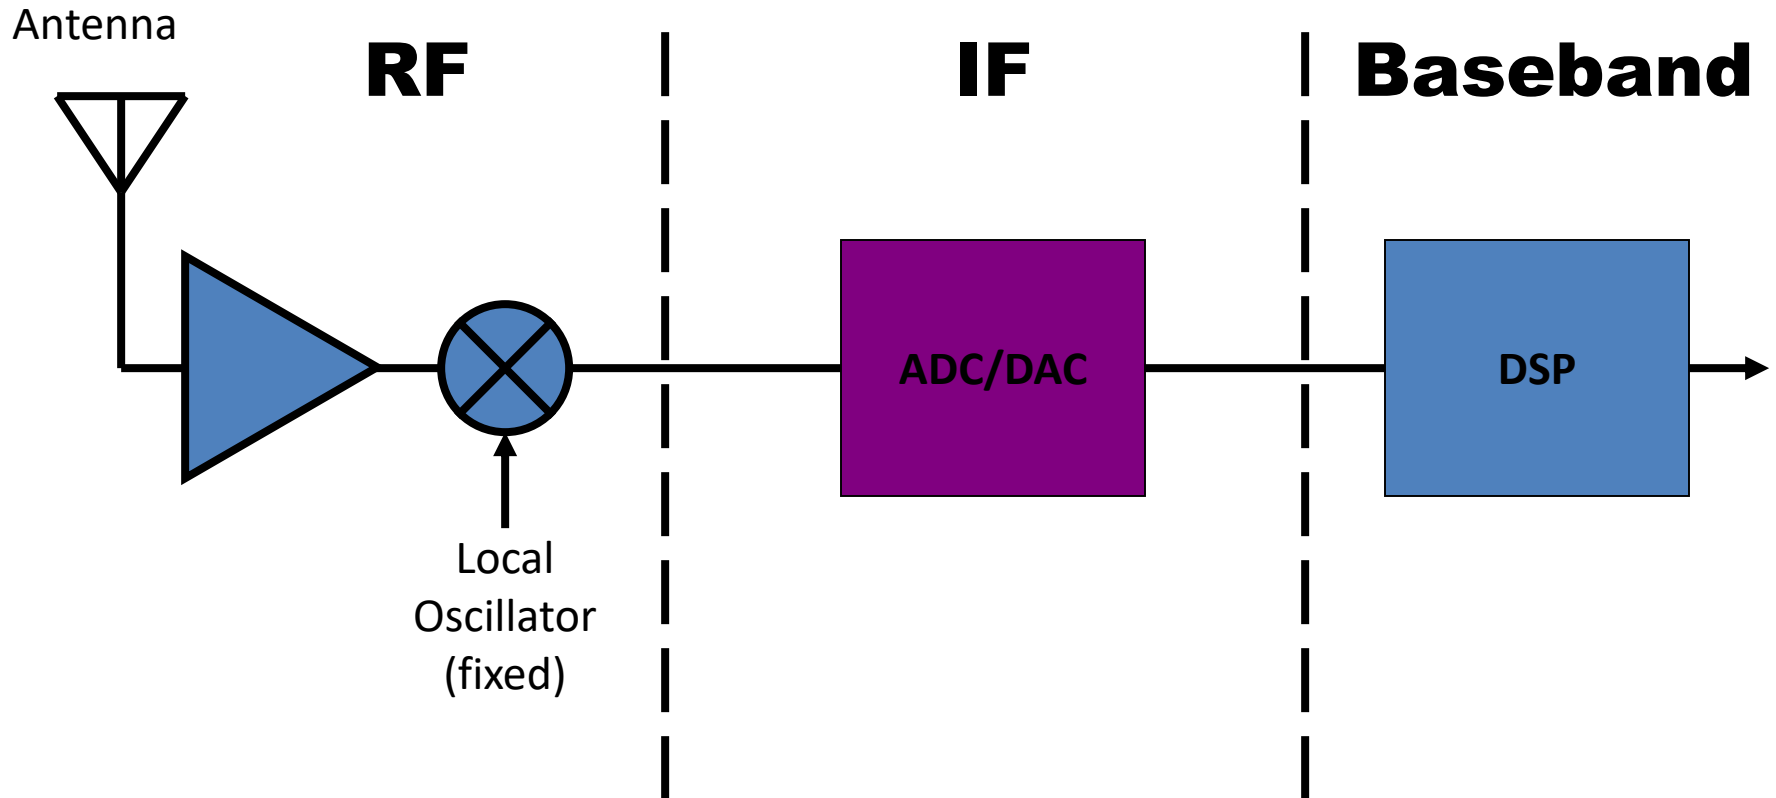 Antenna
RF
IF
Baseband
ADC/DAC
DSP
Local
Oscillator
(fixed)